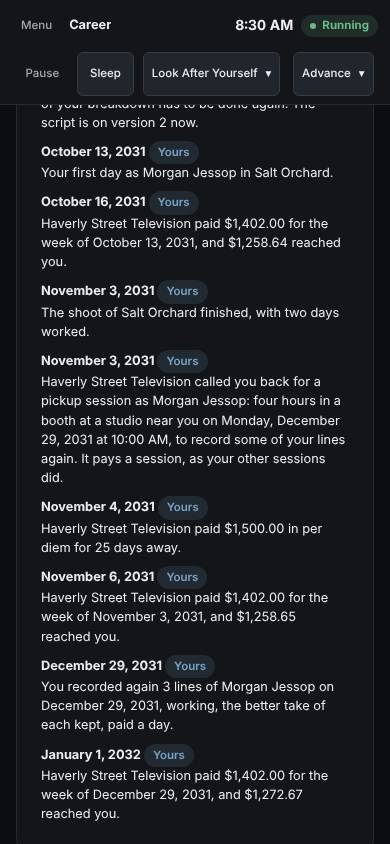 Menu Career 8:30 AM Running
Pause Sleep Look After Yourself ▾ Advance ▾
of your breakdown has to be done again. The
script is on version 2 now.
October 13, 2031 Yours
Your first day as Morgan Jessop in Salt Orchard.
October 16, 2031 Yours
Haverly Street Television paid $1,402.00 for the
week of October 13, 2031, and $1,258.64 reached
you.
November 3, 2031 Yours
The shoot of Salt Orchard finished, with two days
worked.
November 3, 2031 Yours
Haverly Street Television called you back for a
pickup session as Morgan Jessop: four hours in a
booth at a studio near you on Monday, December
29, 2031 at 10:00 AM, to record some of your lines
again. It pays a session, as your other sessions
did.
November 4, 2031 Yours
Haverly Street Television paid $1,500.00 in per
diem for 25 days away.
November 6, 2031 Yours
Haverly Street Television paid $1,402.00 for the
week of November 3, 2031, and $1,258.65
reached you.
December 29, 2031 Yours
You recorded again 3 lines of Morgan Jessop on
December 29, 2031, working, the better take of
each kept, paid a day.
January 1, 2032 Yours
Haverly Street Television paid $1,402.00 for the
week of December 29, 2031, and $1,272.67
reached you.